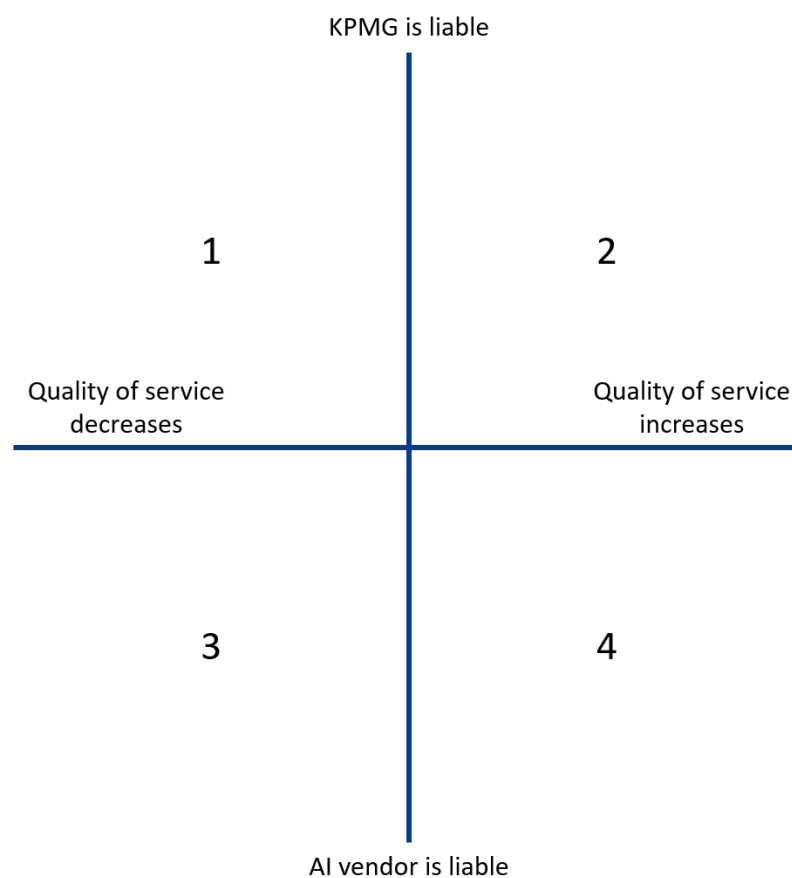 KPMG is liable
1
2
Quality of service
decreases
Quality of service
increases
3
4
AI vendor is liable